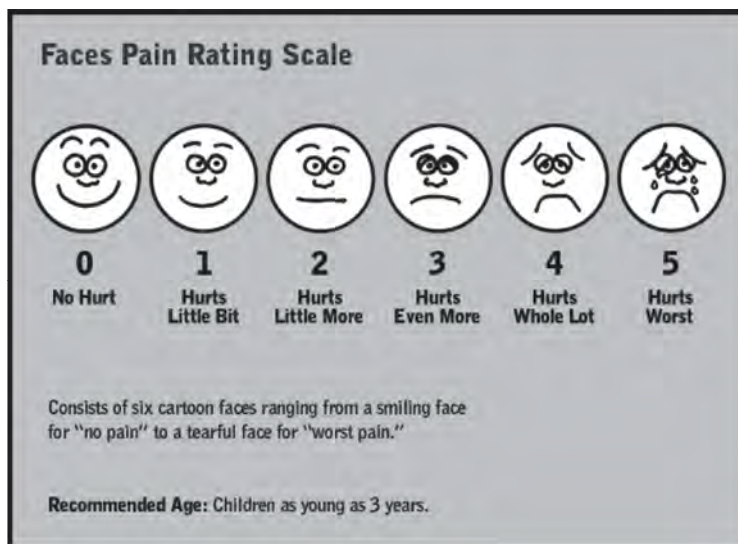 Faces Pain Rating Scale
0 1 2 3 4 5
No Hurt Hurts Hurts Hurts Hurts Hurts
Little Bit Little More Even More Whole Lot Worst
Consists of six cartoon faces ranging from a smiling face
for "no pain" to a tearful face for "worst pain."
Recommended Age: Children as young as 3 years.